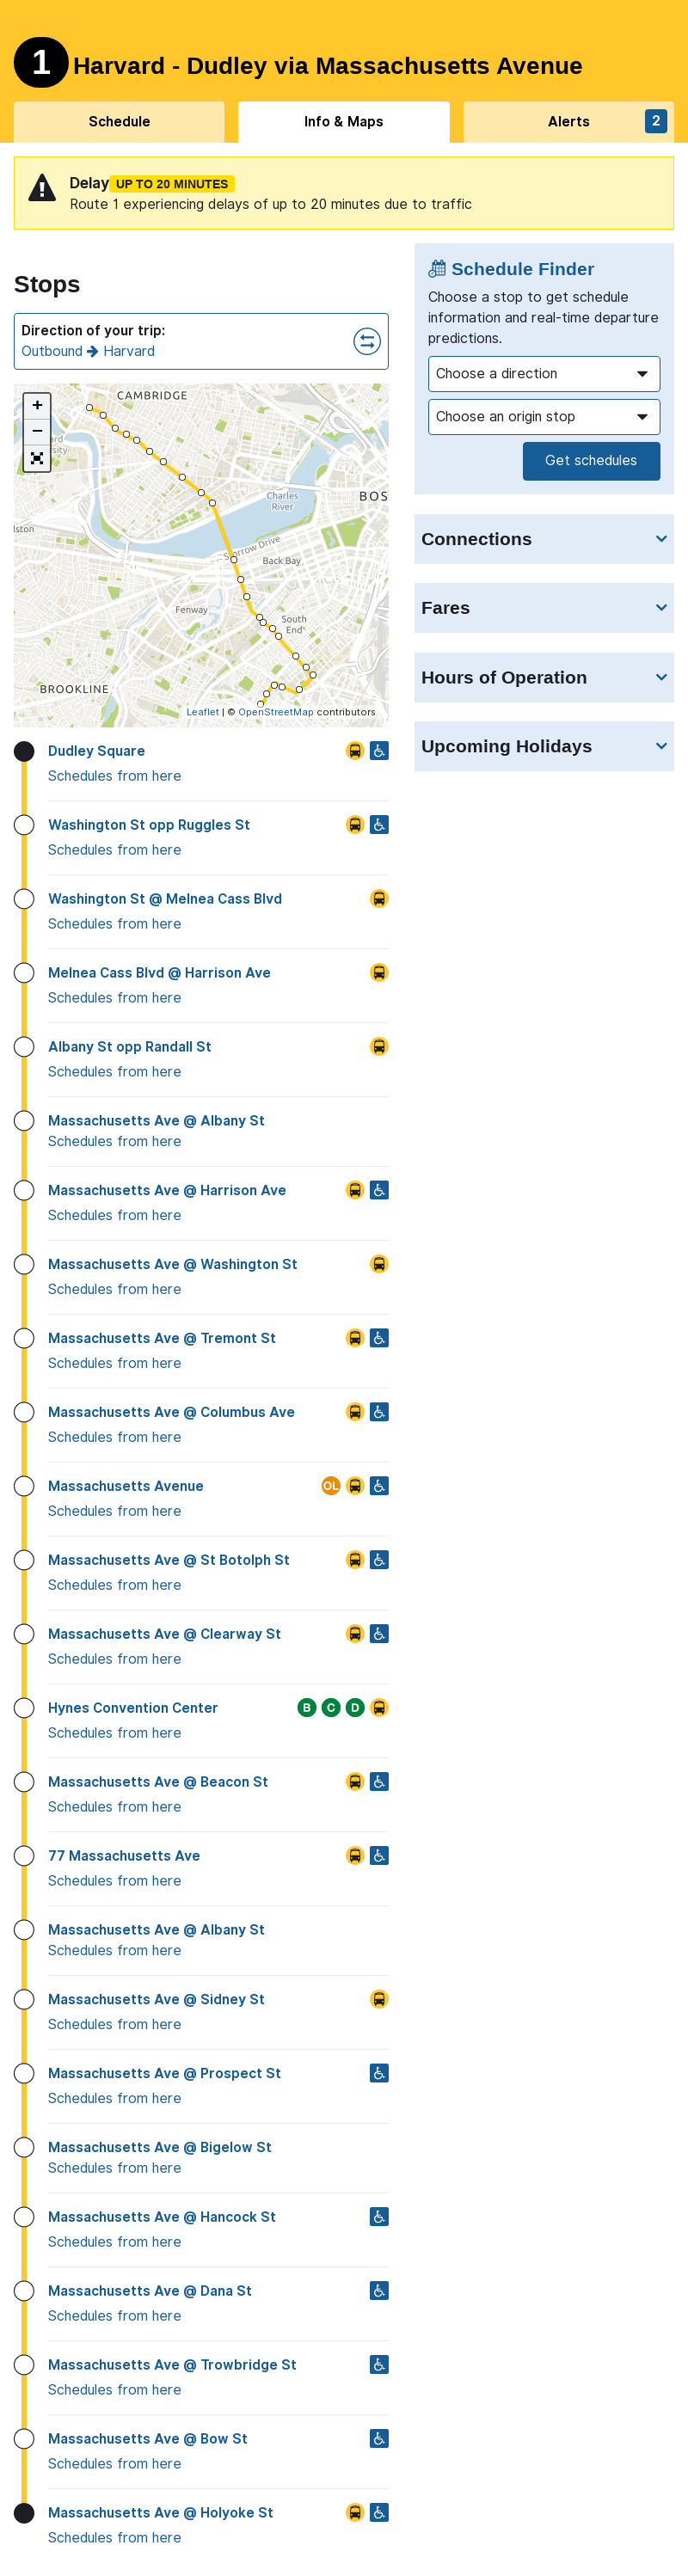 1 Harvard - Dudley via Massachusetts Avenue
Schedule
Info & Maps
Alerts 2
Delay UP TO 20 MINUTES
Route 1 experiencing delays of up to 20 minutes due to traffic
Stops
Direction of your trip:
Outbound Harvard
+
−
CAMBRIDGE
Charles
River
BOS
lston
Storrow Drive
Back Bay
Fenway
South
End
BROOKLINE
Leaflet | © OpenStreetMap contributors
Dudley Square
Schedules from here
Washington St opp Ruggles St
Schedules from here
Washington St @ Melnea Cass Blvd
Schedules from here
Melnea Cass Blvd @ Harrison Ave
Schedules from here
Albany St opp Randall St
Schedules from here
Massachusetts Ave @ Albany St
Schedules from here
Massachusetts Ave @ Harrison Ave
Schedules from here
Massachusetts Ave @ Washington St
Schedules from here
Massachusetts Ave @ Tremont St
Schedules from here
Massachusetts Ave @ Columbus Ave
Schedules from here
Massachusetts Avenue OL
Schedules from here
Massachusetts Ave @ St Botolph St
Schedules from here
Massachusetts Ave @ Clearway St
Schedules from here
Hynes Convention Center B C D
Schedules from here
Massachusetts Ave @ Beacon St
Schedules from here
77 Massachusetts Ave
Schedules from here
Massachusetts Ave @ Albany St
Schedules from here
Massachusetts Ave @ Sidney St
Schedules from here
Massachusetts Ave @ Prospect St
Schedules from here
Massachusetts Ave @ Bigelow St
Schedules from here
Massachusetts Ave @ Hancock St
Schedules from here
Massachusetts Ave @ Dana St
Schedules from here
Massachusetts Ave @ Trowbridge St
Schedules from here
Massachusetts Ave @ Bow St
Schedules from here
Massachusetts Ave @ Holyoke St
Schedules from here
Schedule Finder
Choose a stop to get schedule
information and real-time departure
predictions.
Choose a direction
Choose an origin stop
Get schedules
Connections
Fares
Hours of Operation
Upcoming Holidays